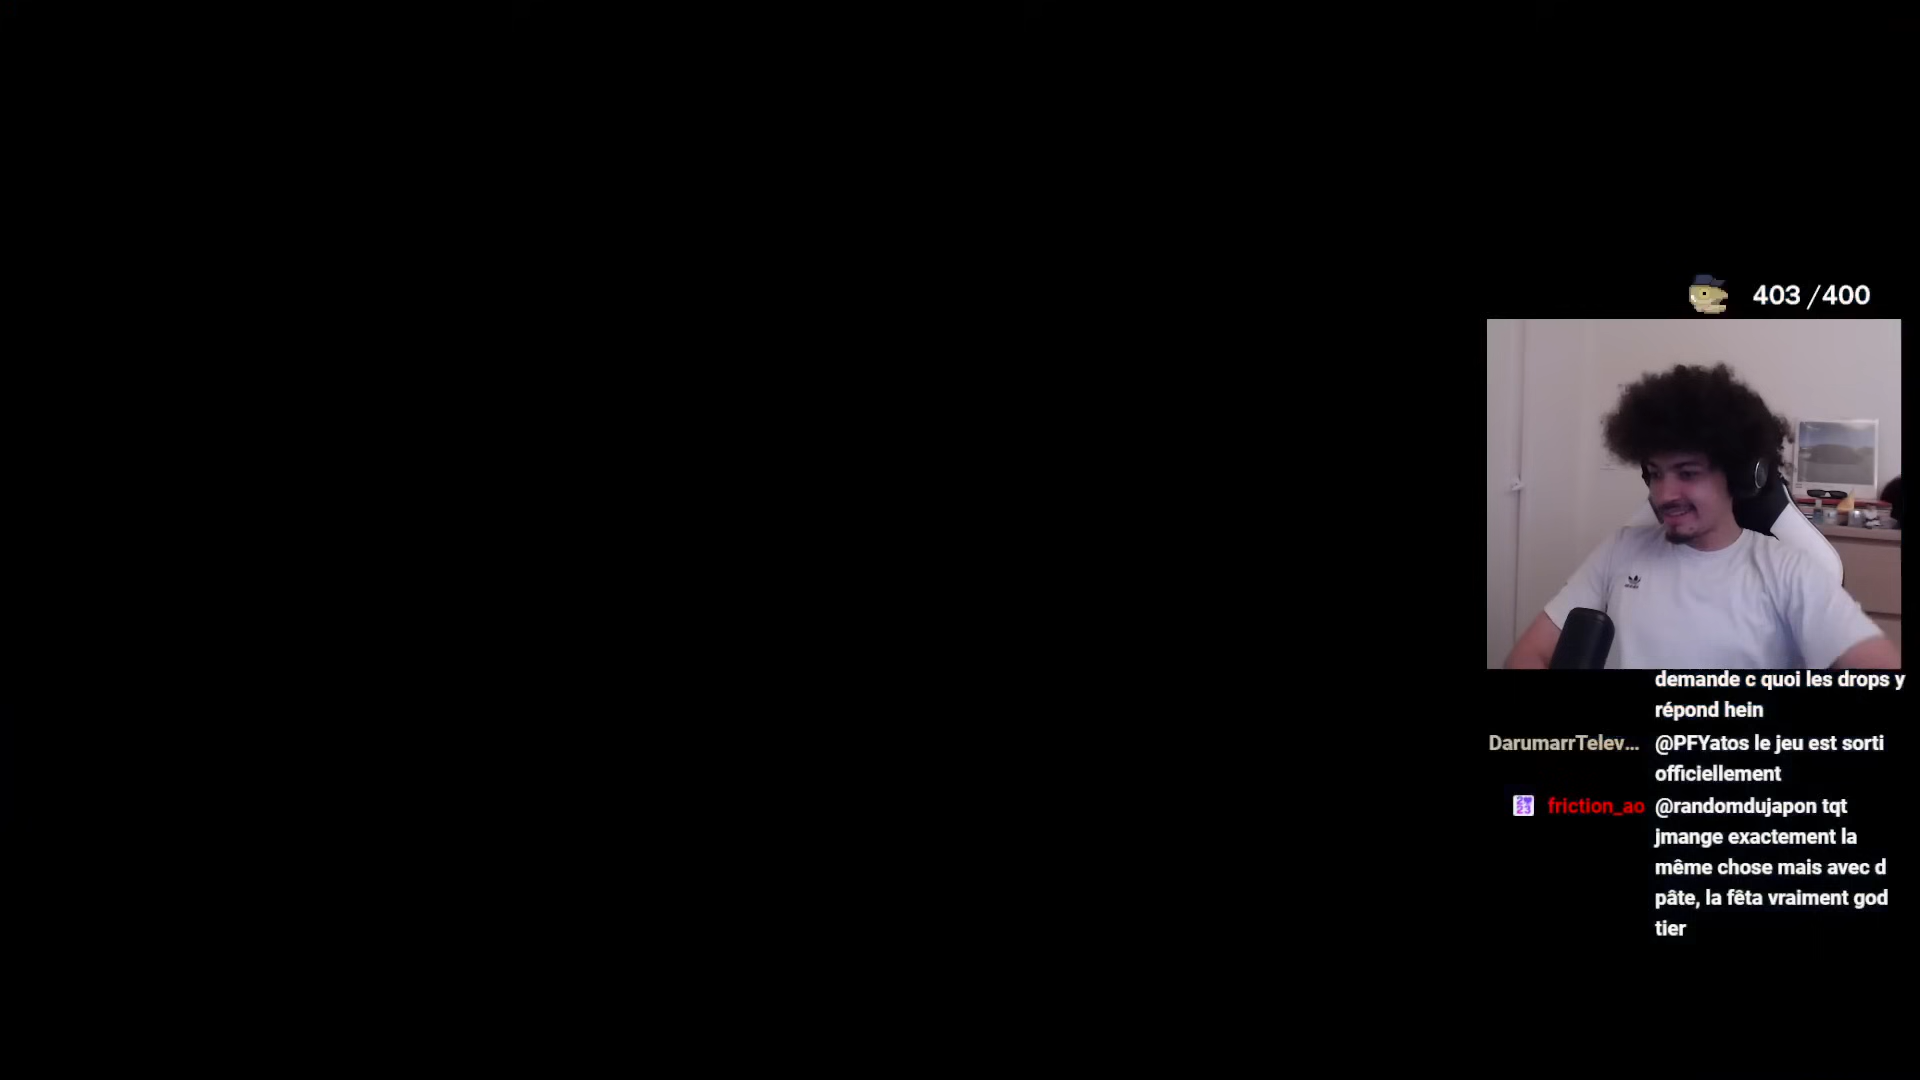 403 /400
demande c quoi les drops y
répond hein
DarumarrTelev... @PFYatos le jeu est sorti
officiellement
friction_ao @randomdujapon tqt
jmange exactement la
même chose mais avec d
pâte, la fêta vraiment god
tier